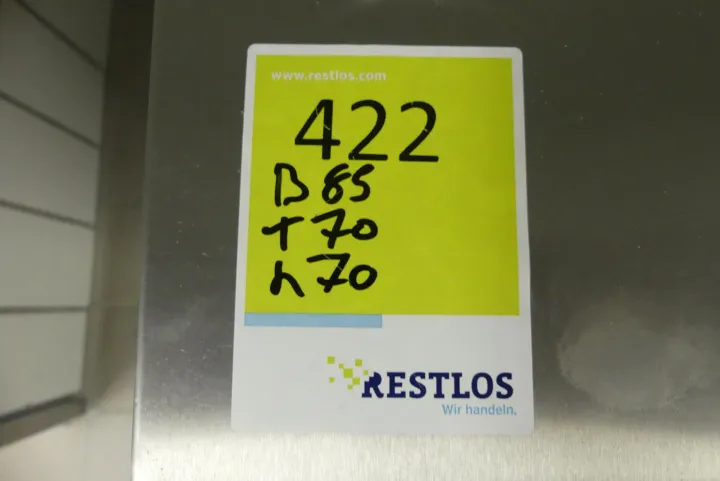 www.restlos.com
422
B 85
T 70
h 70
RESTLOS
Wir handeln.